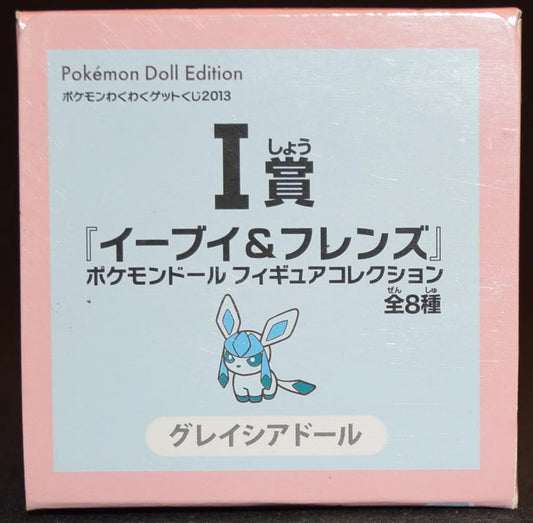 Pokémon Doll Edition
ポケモンわくわくゲットくじ2013
I賞
しょう
『イーブイ&フレンズ』
ポケモンドール フィギュアコレクション
全8種
ぜん しゅ
グレイシアドール